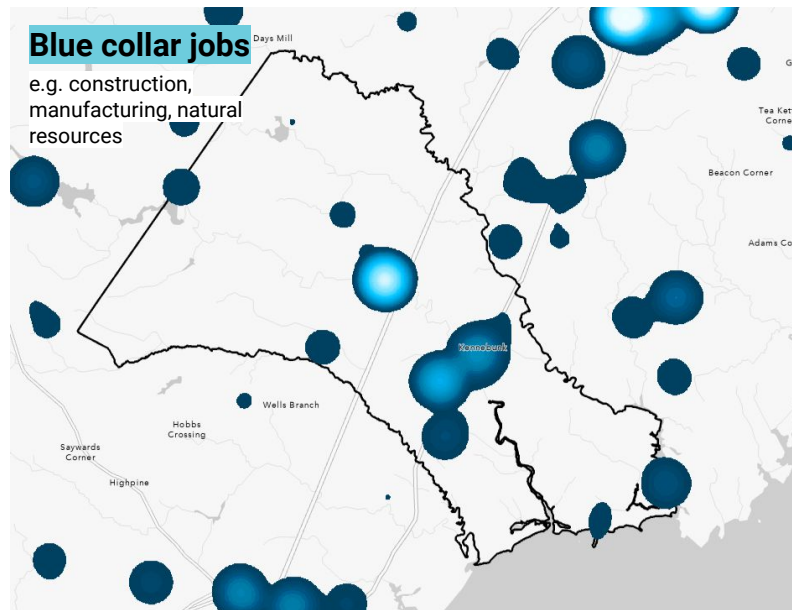 Blue collar jobs
e.g. construction,
manufacturing, natural
resources
Days Mill
G
Tea Ket
Corne
Beacon Corner
Adams Co
Kennebunk
Wells Branch
Hobbs
Crossing
Saywards
Corner
Highpine